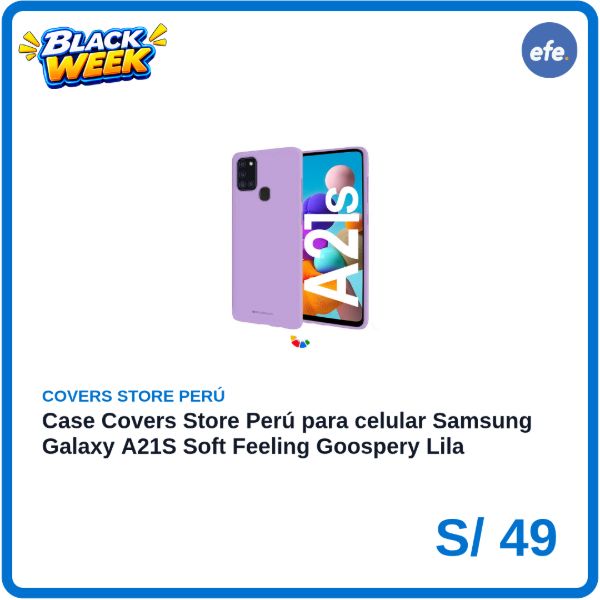 BLACK
WEEK
efe.
A21s
COVERS STORE PERÚ
Case Covers Store Perú para celular Samsung
Galaxy A21S Soft Feeling Goospery Lila
S/ 49